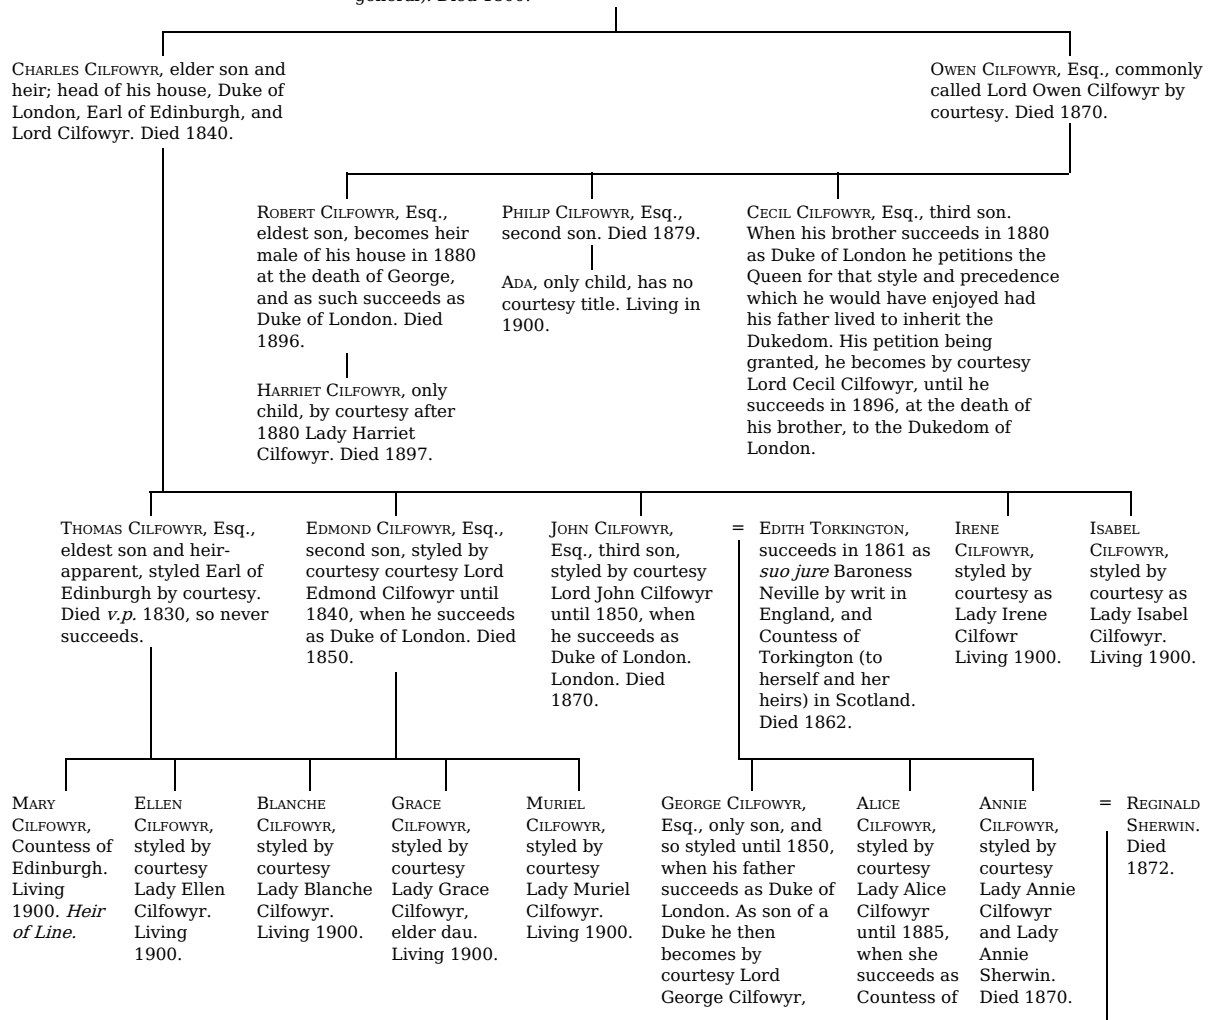 Charles Cilfowyr, elder son and
heir; head of his house, Duke of
London, Earl of Edinburgh, and
Lord Cilfowyr. Died 1840.
Owen Cilfowyr, Esq., commonly
called Lord Owen Cilfowyr by
courtesy. Died 1870.
Robert Cilfowyr, Esq.,
eldest son, becomes heir
male of his house in 1880
at the death of George,
and as such succeeds as
Duke of London. Died
1896.
Harriet Cilfowyr, only
child, by courtesy after
1880 Lady Harriet
Cilfowyr. Died 1897.
Philip Cilfowyr, Esq.,
second son. Died 1879.
Ada, only child, has no
courtesy title. Living in
1900.
Cecil Cilfowyr, Esq., third son.
When his brother succeeds in 1880
as Duke of London he petitions the
Queen for that style and precedence
which he would have enjoyed had
his father lived to inherit the
Dukedom. His petition being
granted, he becomes by courtesy
Lord Cecil Cilfowyr, until he
succeeds in 1896, at the death of
his brother, to the Dukedom of
London.
Thomas Cilfowyr, Esq.,
eldest son and heir-
apparent, styled Earl of
Edinburgh by courtesy.
Died v.p. 1830, so never
succeeds.
Edmond Cilfowyr, Esq.,
second son, styled by
courtesy courtesy Lord
Edmond Cilfowyr until
1840, when he succeeds
as Duke of London. Died
1850.
John Cilfowyr,
Esq., third son,
styled by courtesy
Lord John Cilfowyr
until 1850, when
he succeeds as
Duke of London.
London. Died
1870.
=
Edith Torkington,
succeeds in 1861 as
suo jure Baroness
Neville by writ in
England, and
Countess of
Torkington (to
herself and her
heirs) in Scotland.
Died 1862.
Irene
Cilfowyr,
styled by
courtesy as
Lady Irene
Cilfowr
Living 1900.
Isabel
Cilfowyr,
styled by
courtesy as
Lady Isabel
Cilfowyr.
Living 1900.
Mary
Cilfowyr,
Countess of
Edinburgh.
Living
1900. Heir
of Line.
Ellen
Cilfowyr,
styled by
courtesy
Lady Ellen
Cilfowyr.
Living
1900.
Blanche
Cilfowyr,
styled by
courtesy
Lady Blanche
Cilfowyr.
Living 1900.
Grace
Cilfowyr,
styled by
courtesy
Lady Grace
Cilfowyr,
elder dau.
Living 1900.
Muriel
Cilfowyr,
styled by
courtesy
Lady Muriel
Cilfowyr.
Living 1900.
George Cilfowyr,
Esq., only son, and
so styled until 1850,
when his father
succeeds as Duke of
London. As son of a
Duke he then
becomes by
courtesy Lord
George Cilfowyr,
Alice
Cilfowyr,
styled by
courtesy
Lady Alice
Cilfowyr
until 1885,
when she
succeeds as
Countess of
Annie
Cilfowyr,
styled by
courtesy
Lady Annie
Cilfowyr
and Lady
Annie
Sherwin.
Died 1870.
=
Reginald
Sherwin.
Died
1872.